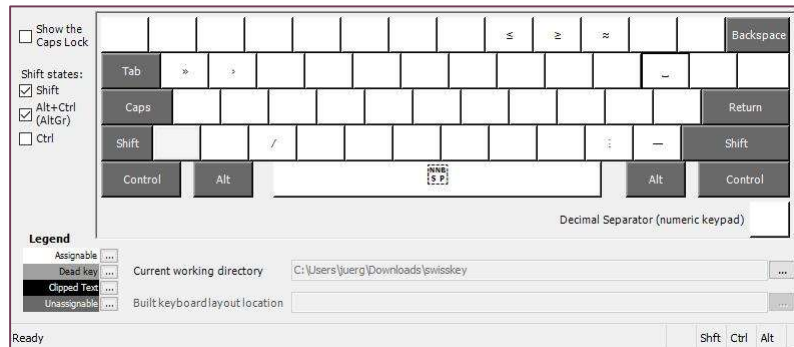 Show the
Caps Lock
≤ ≥ ≈ Backspace
Shift states:
Shift
Alt+Ctrl
(AltGr)
Ctrl
Tab » › ⎵
Caps Return
Shift / : — Shift
Control Alt NNB
S P Alt Control
Decimal Separator (numeric keypad)
Legend
Assignable ...
Dead key ...
Clipped Text ...
Unassignable ...
Current working directory C:\Users\juerg\Downloads\swisskey ...
Built keyboard layout location ...
Ready Shft Ctrl Alt